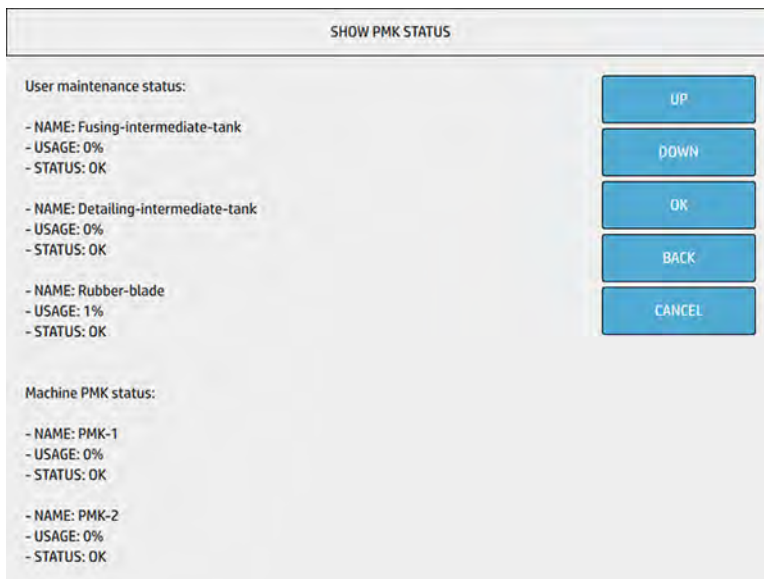 SHOW PMK STATUS
User maintenance status:
- NAME: Fusing-intermediate-tank
- USAGE: 0%
- STATUS: OK
- NAME: Detailing-intermediate-tank
- USAGE: 0%
- STATUS: OK
- NAME: Rubber-blade
- USAGE: 1%
- STATUS: OK
Machine PMK status:
- NAME: PMK-1
- USAGE: 0%
- STATUS: OK
- NAME: PMK-2
- USAGE: 0%
- STATUS: OK
UP
DOWN
OK
BACK
CANCEL